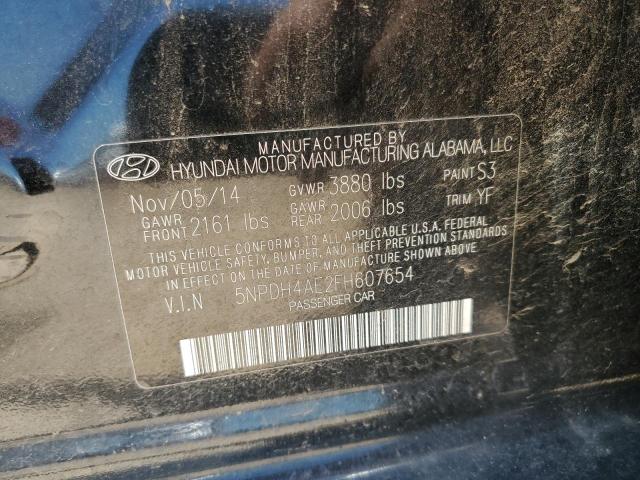 MANUFACTURED BY
HYUNDAI MOTOR MANUFACTURING ALABAMA, LLC
Nov/05/14 GVWR 3880 lbs PAINT S3
GAWR FRONT 2161 lbs GAWR REAR 2006 lbs TRIM YF
THIS VEHICLE CONFORMS TO ALL APPLICABLE U.S.A. FEDERAL
MOTOR VEHICLE SAFETY, BUMPER, AND THEFT PREVENTION
STANDARDS IN EFFECT ON THE DATE OF MANUFACTURE SHOWN ABOVE.
V.I.N 5NPDH4AE2FH607654
PASSENGER CAR